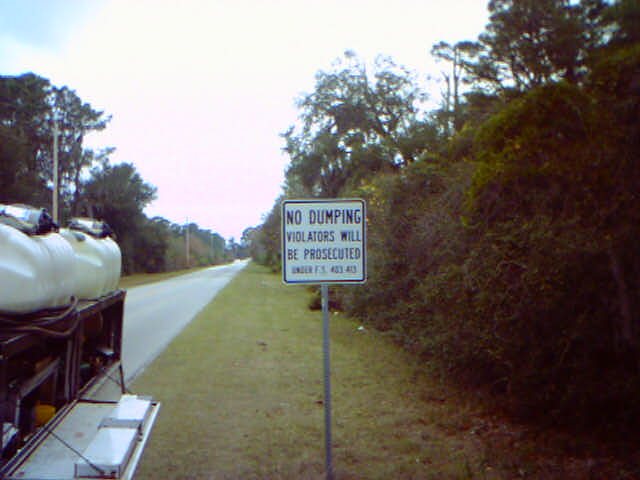 NO DUMPING
VIOLATORS WILL
BE PROSECUTED
UNDER F.S. 403.413